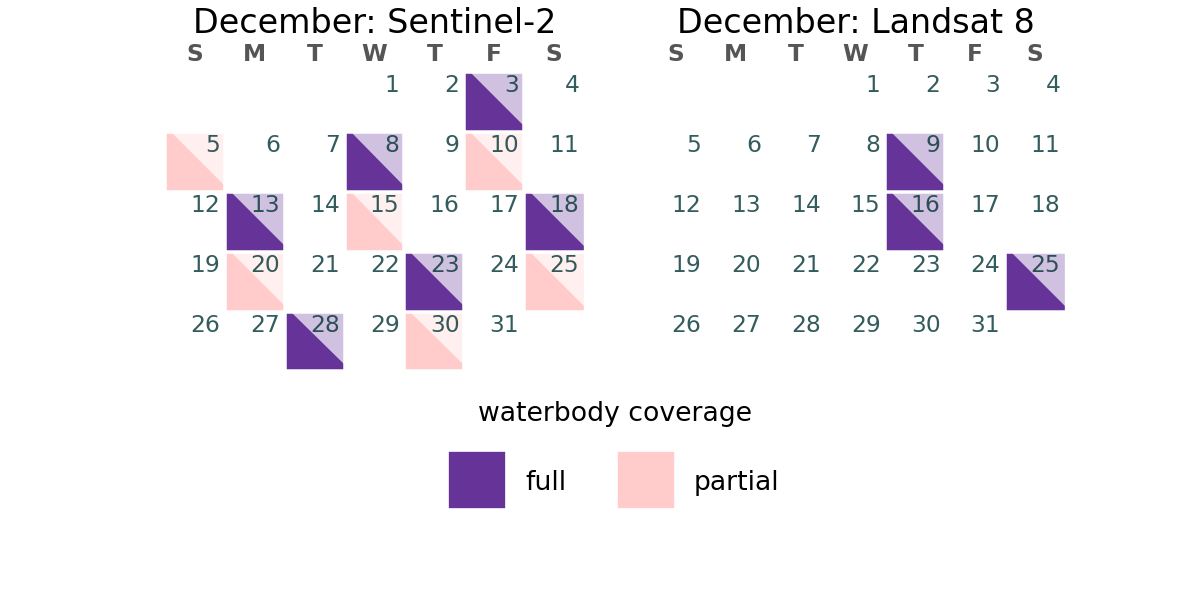 December: Sentinel-2
S M T W T F S
1 2 3 4
5 6 7 8 9 10 11
12 13 14 15 16 17 18
19 20 21 22 23 24 25
26 27 28 29 30 31
December: Landsat 8
S M T W T F S
1 2 3 4
5 6 7 8 9 10 11
12 13 14 15 16 17 18
19 20 21 22 23 24 25
26 27 28 29 30 31
waterbody coverage
full partial